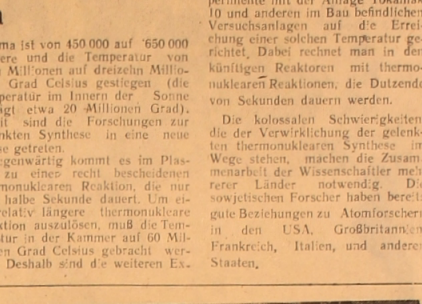 ma ist von 450 000 auf 650 000
ere und die Temperatur von
Millionen auf dreizehn Millio-
Grad Celsius gestiegen (die
peratur im Innern der Sonne
ägt etwa 20 Millionen Grad).
it sind die Forschungen zur
nkten Synthese in eine neue
se getreten.
egenwärtig kommt es im Plas-
zu einer recht bescheidenen
monuklearen Reaktion, die nur
halbe Sekunde dauert. Um ei-
relativ längere thermonukleare
ktion auszulösen, muß die Tem-
tur in der Kammer auf 60 Mil-
en Grad Celsius gebracht wer-
Deshalb sind die weiteren Ex-
perimente mit der Anlage Tokamak
10 und anderen im Bau befindlichen
Versuchsanlagen auf die Errei
chung einer solchen Temperatur ge
richtet. Dabei rechnet man in den
künftigen Reaktoren mit thermo
nuklearen Reaktionen, die Dutzende
von Sekunden dauern werden.
Die kolossalen Schwierigkeiten
die der Verwirklichung der gelenk
ten thermonuklearen Synthese im
Wege stehen, machen die Zusam
menarbeit der Wissenschaftler meh
rerer Länder notwendig. Di
sowjetischen Forscher haben bereits
gute Beziehungen zu Atomforschern
in den USA, Großbritannien
Frankreich, Italien, und anderen
Staaten.